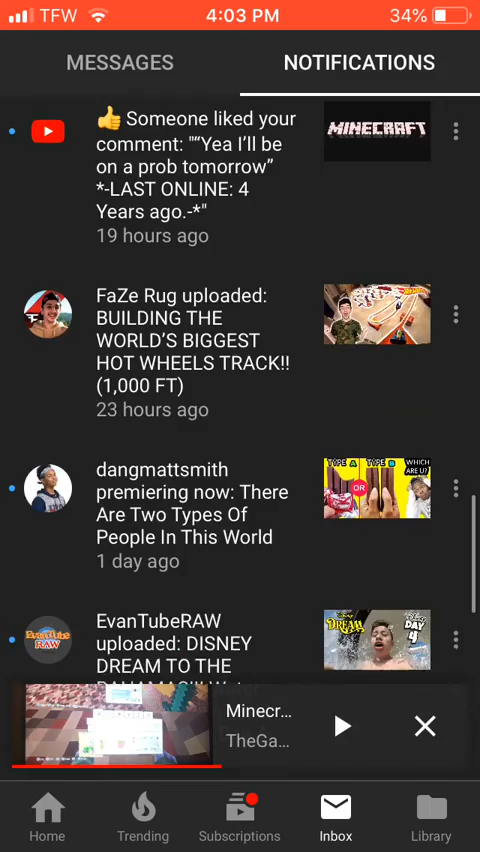 TFW 4:03 PM 34%
MESSAGES NOTIFICATIONS
👍 Someone liked your
comment: "“Yea I’ll be
on a prob tomorrow”
*-LAST ONLINE: 4
Years ago.-*"
19 hours ago
MINECRAFT
FaZe Rug uploaded:
BUILDING THE
WORLD’S BIGGEST
HOT WHEELS TRACK!!
(1,000 FT)
23 hours ago
dangmattsmith
premiering now: There
Are Two Types Of
People In This World
1 day ago
TYPE A TYPE B WHICH
ARE U?
OR
EvanTubeRAW
uploaded: DISNEY
DREAM TO THE
EvanTube
RAW
Disney
DREAM
DAY
4
Minecr...
TheGa...
Home Trending Subscriptions Inbox Library